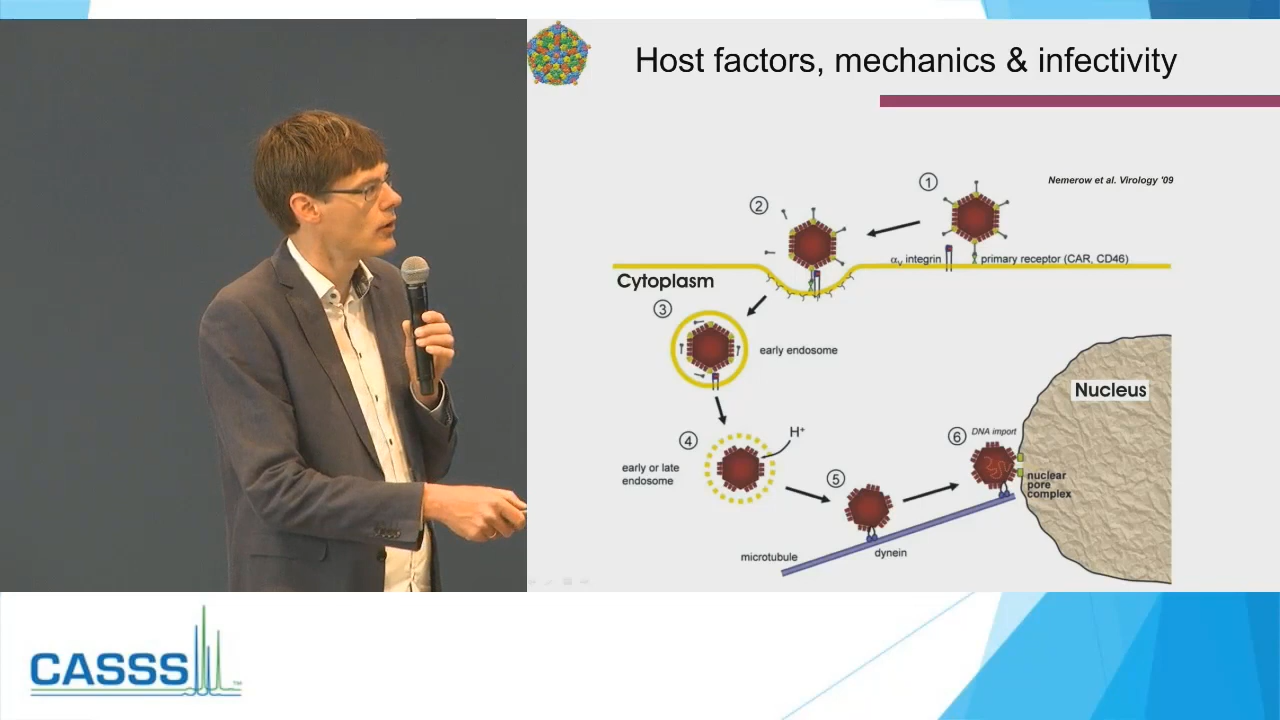 Host factors, mechanics & infectivity
Nemerow et al. Virology '09
①
②
αv integrin
primary receptor (CAR, CD46)
Cytoplasm
③
early endosome
Nucleus
④
H⁺
early or late
endosome
⑤
⑥
DNA import
nuclear
pore
complex
microtubule
dynein
CASSS™